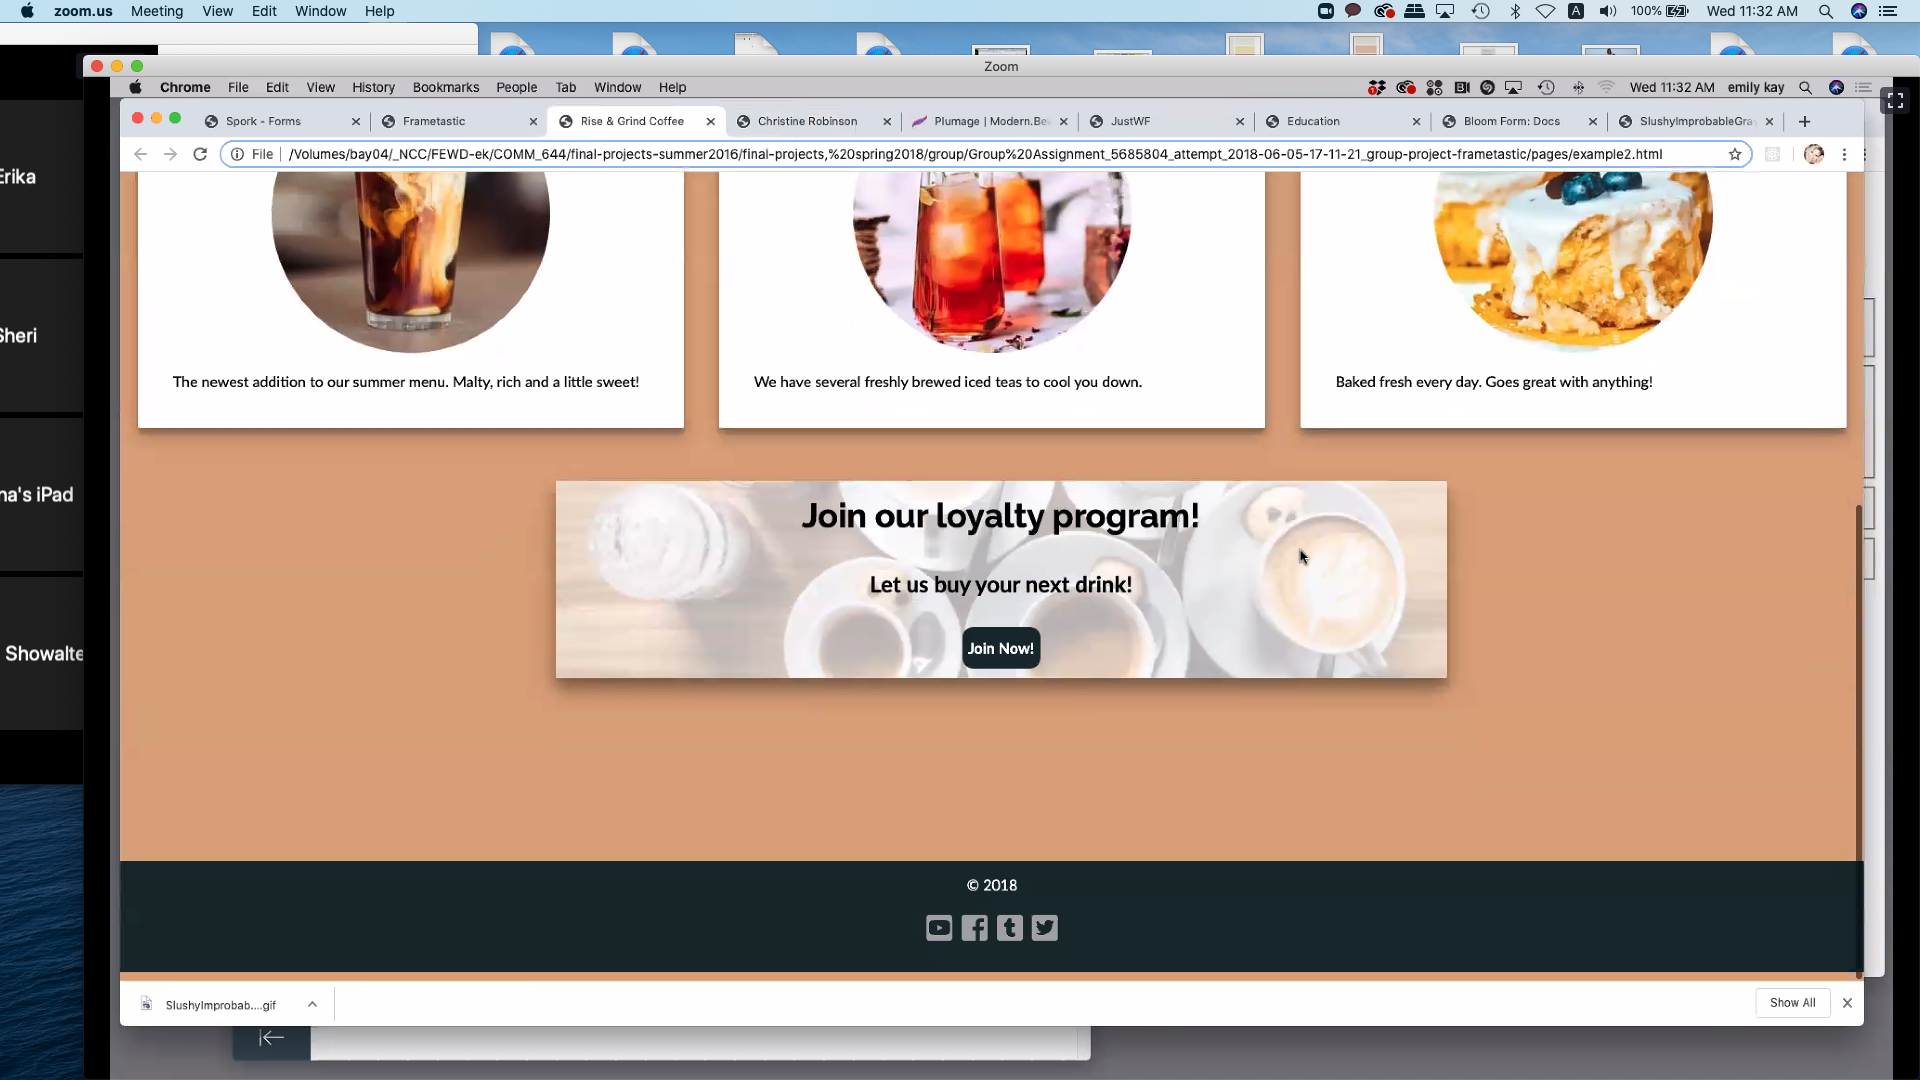 zoom.us Meeting View Edit Window Help
100% Wed 11:32 AM
Zoom
Chrome File Edit View History Bookmarks People Tab Window Help
Wed 11:32 AM emily kay
Spork - Forms
Frametastic
Rise & Grind Coffee
Christine Robinson
Plumage | Modern.Be
JustWF
Education
Bloom Form: Docs
SlushyImprobableGra
File /Volumes/bay04/_NCC/FEWD-ek/COMM_644/final-projects-summer2016/final-projects,%20spring2018/group/Group%20Assignment_5685804_attempt_2018-06-05-17-11-21_group-project-frametastic/pages/example2.html
Erika
Sheri
na's iPad
Showalte
The newest addition to our summer menu. Malty, rich and a little sweet!
We have several freshly brewed iced teas to cool you down.
Baked fresh every day. Goes great with anything!
Join our loyalty program!
Let us buy your next drink!
Join Now!
© 2018
SlushyImprobab....gif
Show All